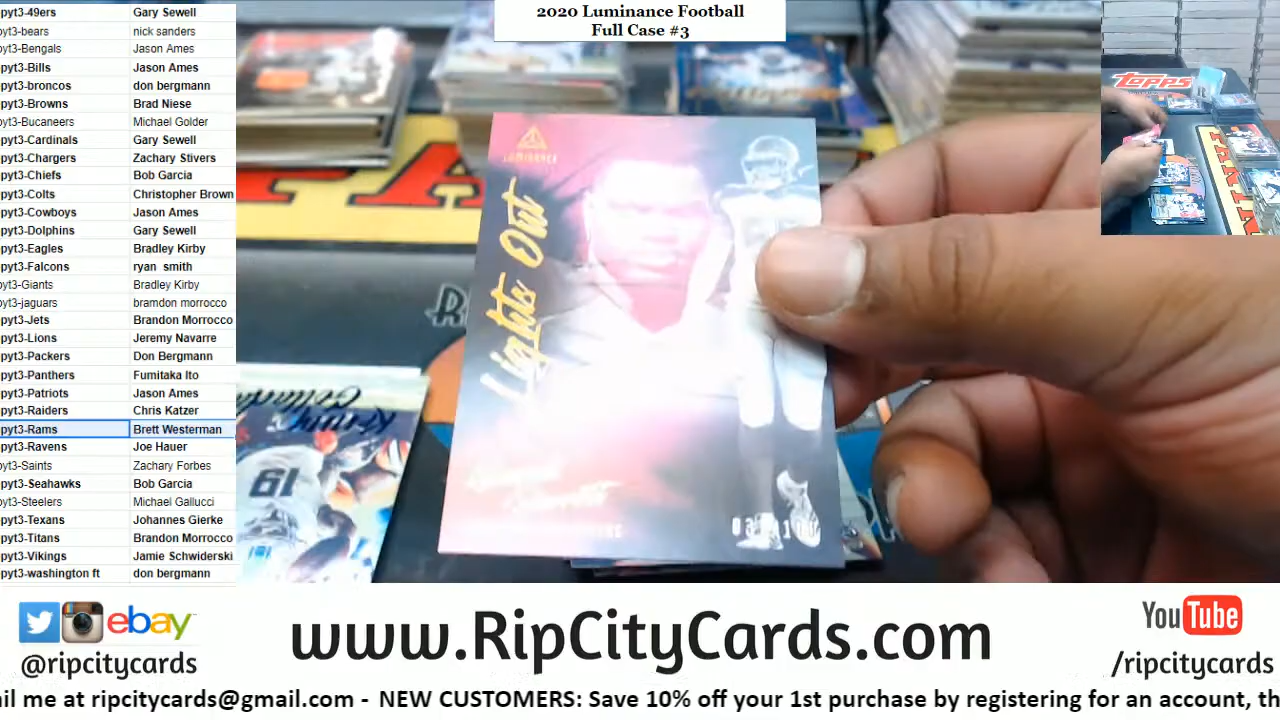 2020 Luminance Football
Full Case #3
pyt3-49ers Gary Sewell
pyt3-bears nick sanders
pyt3-Bengals Jason Ames
pyt3-Bills Jason Ames
pyt3-broncos don bergmann
pyt3-Browns Brad Niese
pyt3-Bucaneers Michael Golder
pyt3-Cardinals Gary Sewell
pyt3-Chargers Zachary Stivers
pyt3-Chiefs Bob Garcia
pyt3-Colts Christopher Brown
pyt3-Cowboys Jason Ames
pyt3-Dolphins Gary Sewell
pyt3-Eagles Bradley Kirby
pyt3-Falcons ryan smith
pyt3-Giants Bradley Kirby
pyt3-jaguars bramdon morrocco
pyt3-Jets Brandon Morrocco
pyt3-Lions Jeremy Navarre
pyt3-Packers Don Bergmann
pyt3-Panthers Fumitaka Ito
pyt3-Patriots Jason Ames
pyt3-Raiders Chris Katzer
pyt3-Rams Brett Westerman
pyt3-Ravens Joe Hauer
pyt3-Saints Zachary Forbes
pyt3-Seahawks Bob Garcia
pyt3-Steelers Michael Gallucci
pyt3-Texans Johannes Gierke
pyt3-Titans Brandon Morrocco
pyt3-Vikings Jamie Schwiderski
pyt3-washington ft don bergmann
LUMINANCE
Lights Out
19
Topps
ebay
@ripcitycards
www.RipCityCards.com
YouTube
/ripcitycards
ail me at ripcitycards@gmail.com - NEW CUSTOMERS: Save 10% off your 1st purchase by registering for an account, th